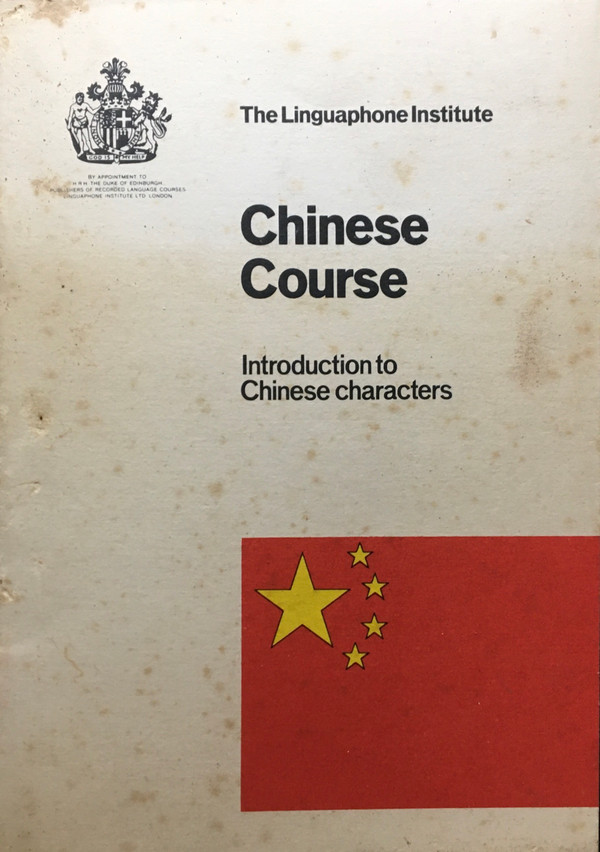 GOD IS MY HELP
BY APPOINTMENT TO
H.R.H. THE DUKE OF EDINBURGH.
PUBLISHERS OF RECORDED LANGUAGE COURSES
LINGUAPHONE INSTITUTE LTD. LONDON.
The Linguaphone Institute
Chinese
Course
Introduction to
Chinese characters